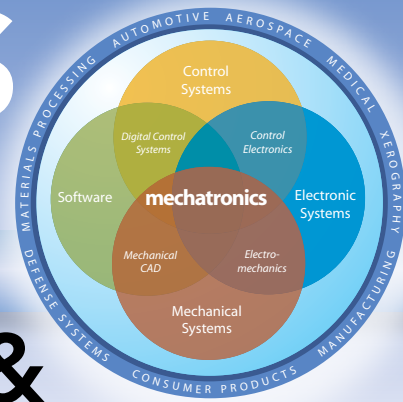 S
MATERIALS PROCESSING AUTOMOTIVE AEROSPACE MEDICAL XEROGRAPHY
Control
Systems
Digital Control
Systems
Control
Electronics
Software
mechatronics
Electronic
Systems
Mechanical
CAD
Electro-
mechanics
Mechanical
Systems
DEFENSE SYSTEMS CONSUMER PRODUCTS MANUFACTURING
&